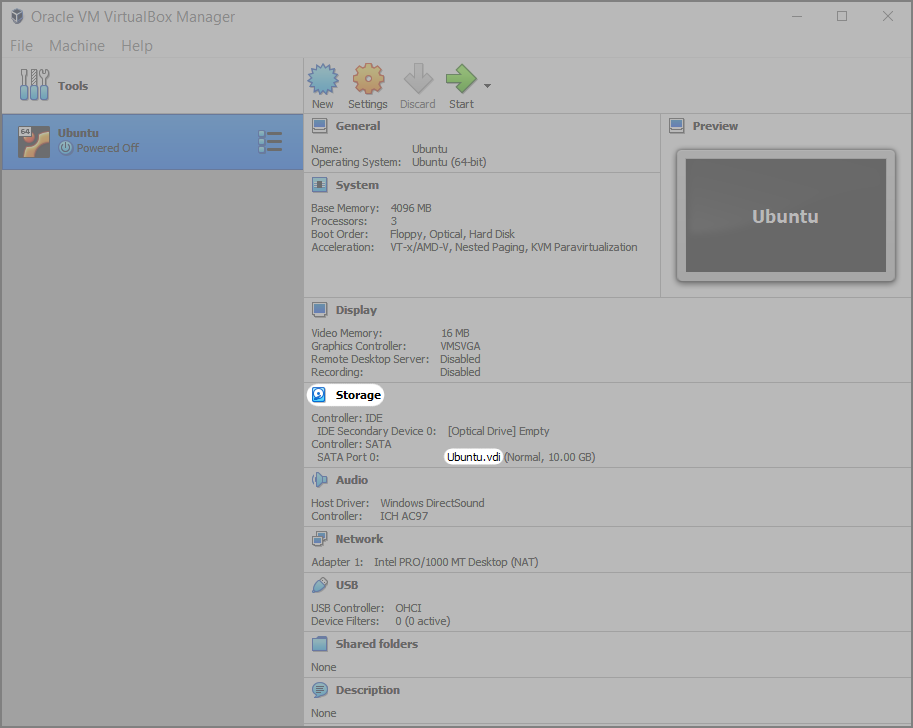 Oracle VM VirtualBox Manager
File Machine Help
Tools
New Settings Discard Start
64
Ubuntu
Powered Off
General
Name: Ubuntu
Operating System: Ubuntu (64-bit)
Preview
Ubuntu
System
Base Memory: 4096 MB
Processors: 3
Boot Order: Floppy, Optical, Hard Disk
Acceleration: VT-x/AMD-V, Nested Paging, KVM Paravirtualization
Display
Video Memory: 16 MB
Graphics Controller: VMSVGA
Remote Desktop Server: Disabled
Recording: Disabled
Storage
Controller: IDE
IDE Secondary Device 0: [Optical Drive] Empty
Controller: SATA
SATA Port 0: Ubuntu.vdi (Normal, 10.00 GB)
Audio
Host Driver: Windows DirectSound
Controller: ICH AC97
Network
Adapter 1: Intel PRO/1000 MT Desktop (NAT)
USB
USB Controller: OHCI
Device Filters: 0 (0 active)
Shared folders
None
Description
None